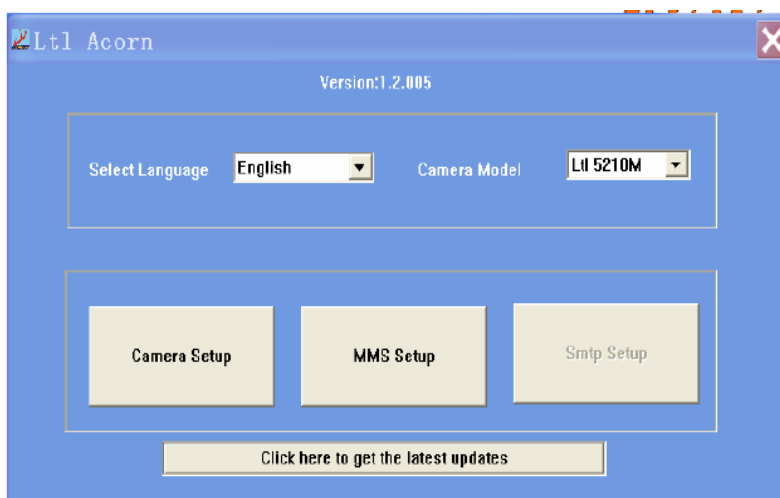 Ltl Acorn
Version:1.2.005
Select Language English Camera Model Ltl 5210M
Camera Setup MMS Setup Smtp Setup
Click here to get the latest updates